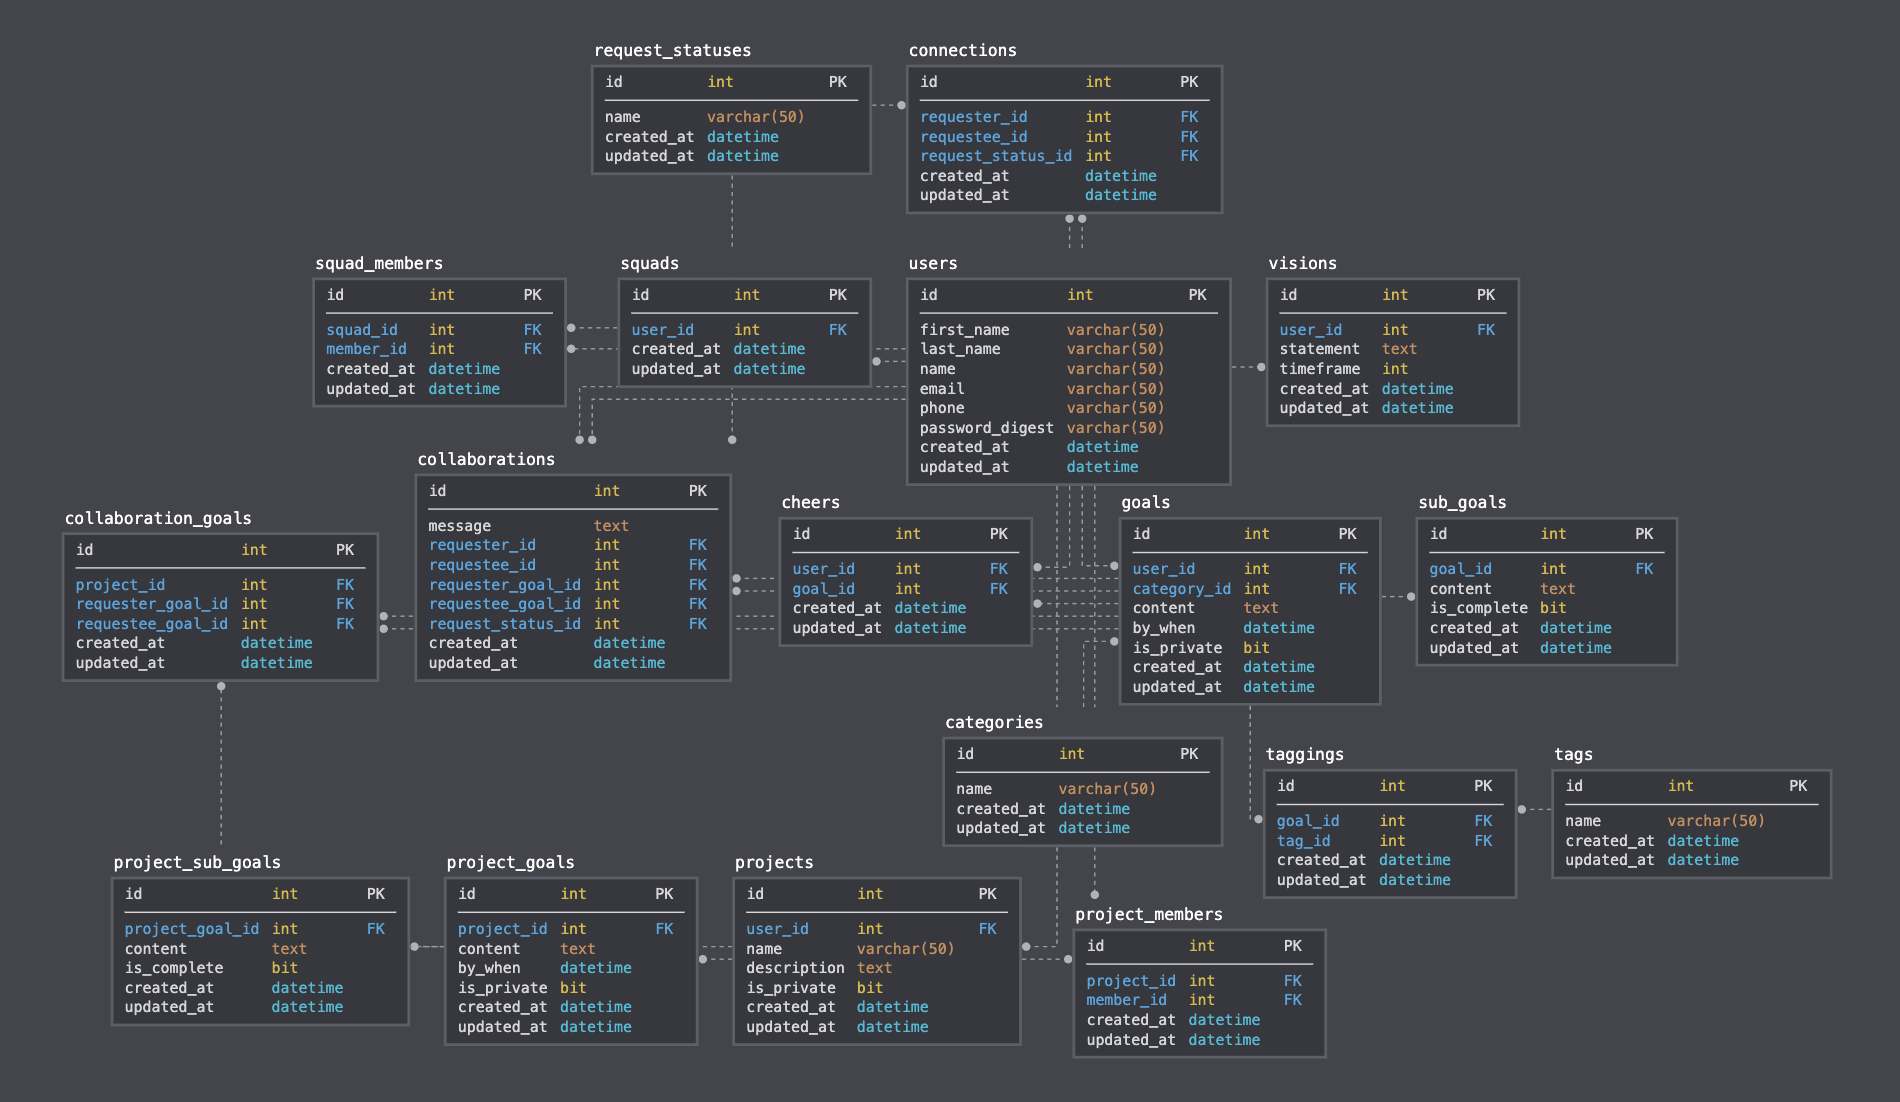 request_statuses
id int PK
name varchar(50)
created_at datetime
updated_at datetime
connections
id int PK
requester_id int FK
requestee_id int FK
request_status_id int FK
created_at datetime
updated_at datetime
squad_members
id int PK
squad_id int FK
member_id int FK
created_at datetime
updated_at datetime
squads
id int PK
user_id int FK
created_at datetime
updated_at datetime
users
id int PK
first_name varchar(50)
last_name varchar(50)
name varchar(50)
email varchar(50)
phone varchar(50)
password_digest varchar(50)
created_at datetime
updated_at datetime
visions
id int PK
user_id int FK
statement text
timeframe int
created_at datetime
updated_at datetime
collaboration_goals
id int PK
project_id int FK
requester_goal_id int FK
requestee_goal_id int FK
created_at datetime
updated_at datetime
collaborations
id int PK
message text
requester_id int FK
requestee_id int FK
requester_goal_id int FK
requestee_goal_id int FK
request_status_id int FK
created_at datetime
updated_at datetime
cheers
id int PK
user_id int FK
goal_id int FK
created_at datetime
updated_at datetime
goals
id int PK
user_id int FK
category_id int FK
content text
by_when datetime
is_private bit
created_at datetime
updated_at datetime
sub_goals
id int PK
goal_id int FK
content text
is_complete bit
created_at datetime
updated_at datetime
categories
id int PK
name varchar(50)
created_at datetime
updated_at datetime
taggings
id int PK
goal_id int FK
tag_id int FK
created_at datetime
updated_at datetime
tags
id int PK
name varchar(50)
created_at datetime
updated_at datetime
project_sub_goals
id int PK
project_goal_id int FK
content text
is_complete bit
created_at datetime
updated_at datetime
project_goals
id int PK
project_id int FK
content text
by_when datetime
is_private bit
created_at datetime
updated_at datetime
projects
id int PK
user_id int FK
name varchar(50)
description text
is_private bit
created_at datetime
updated_at datetime
project_members
id int PK
project_id int FK
member_id int FK
created_at datetime
updated_at datetime